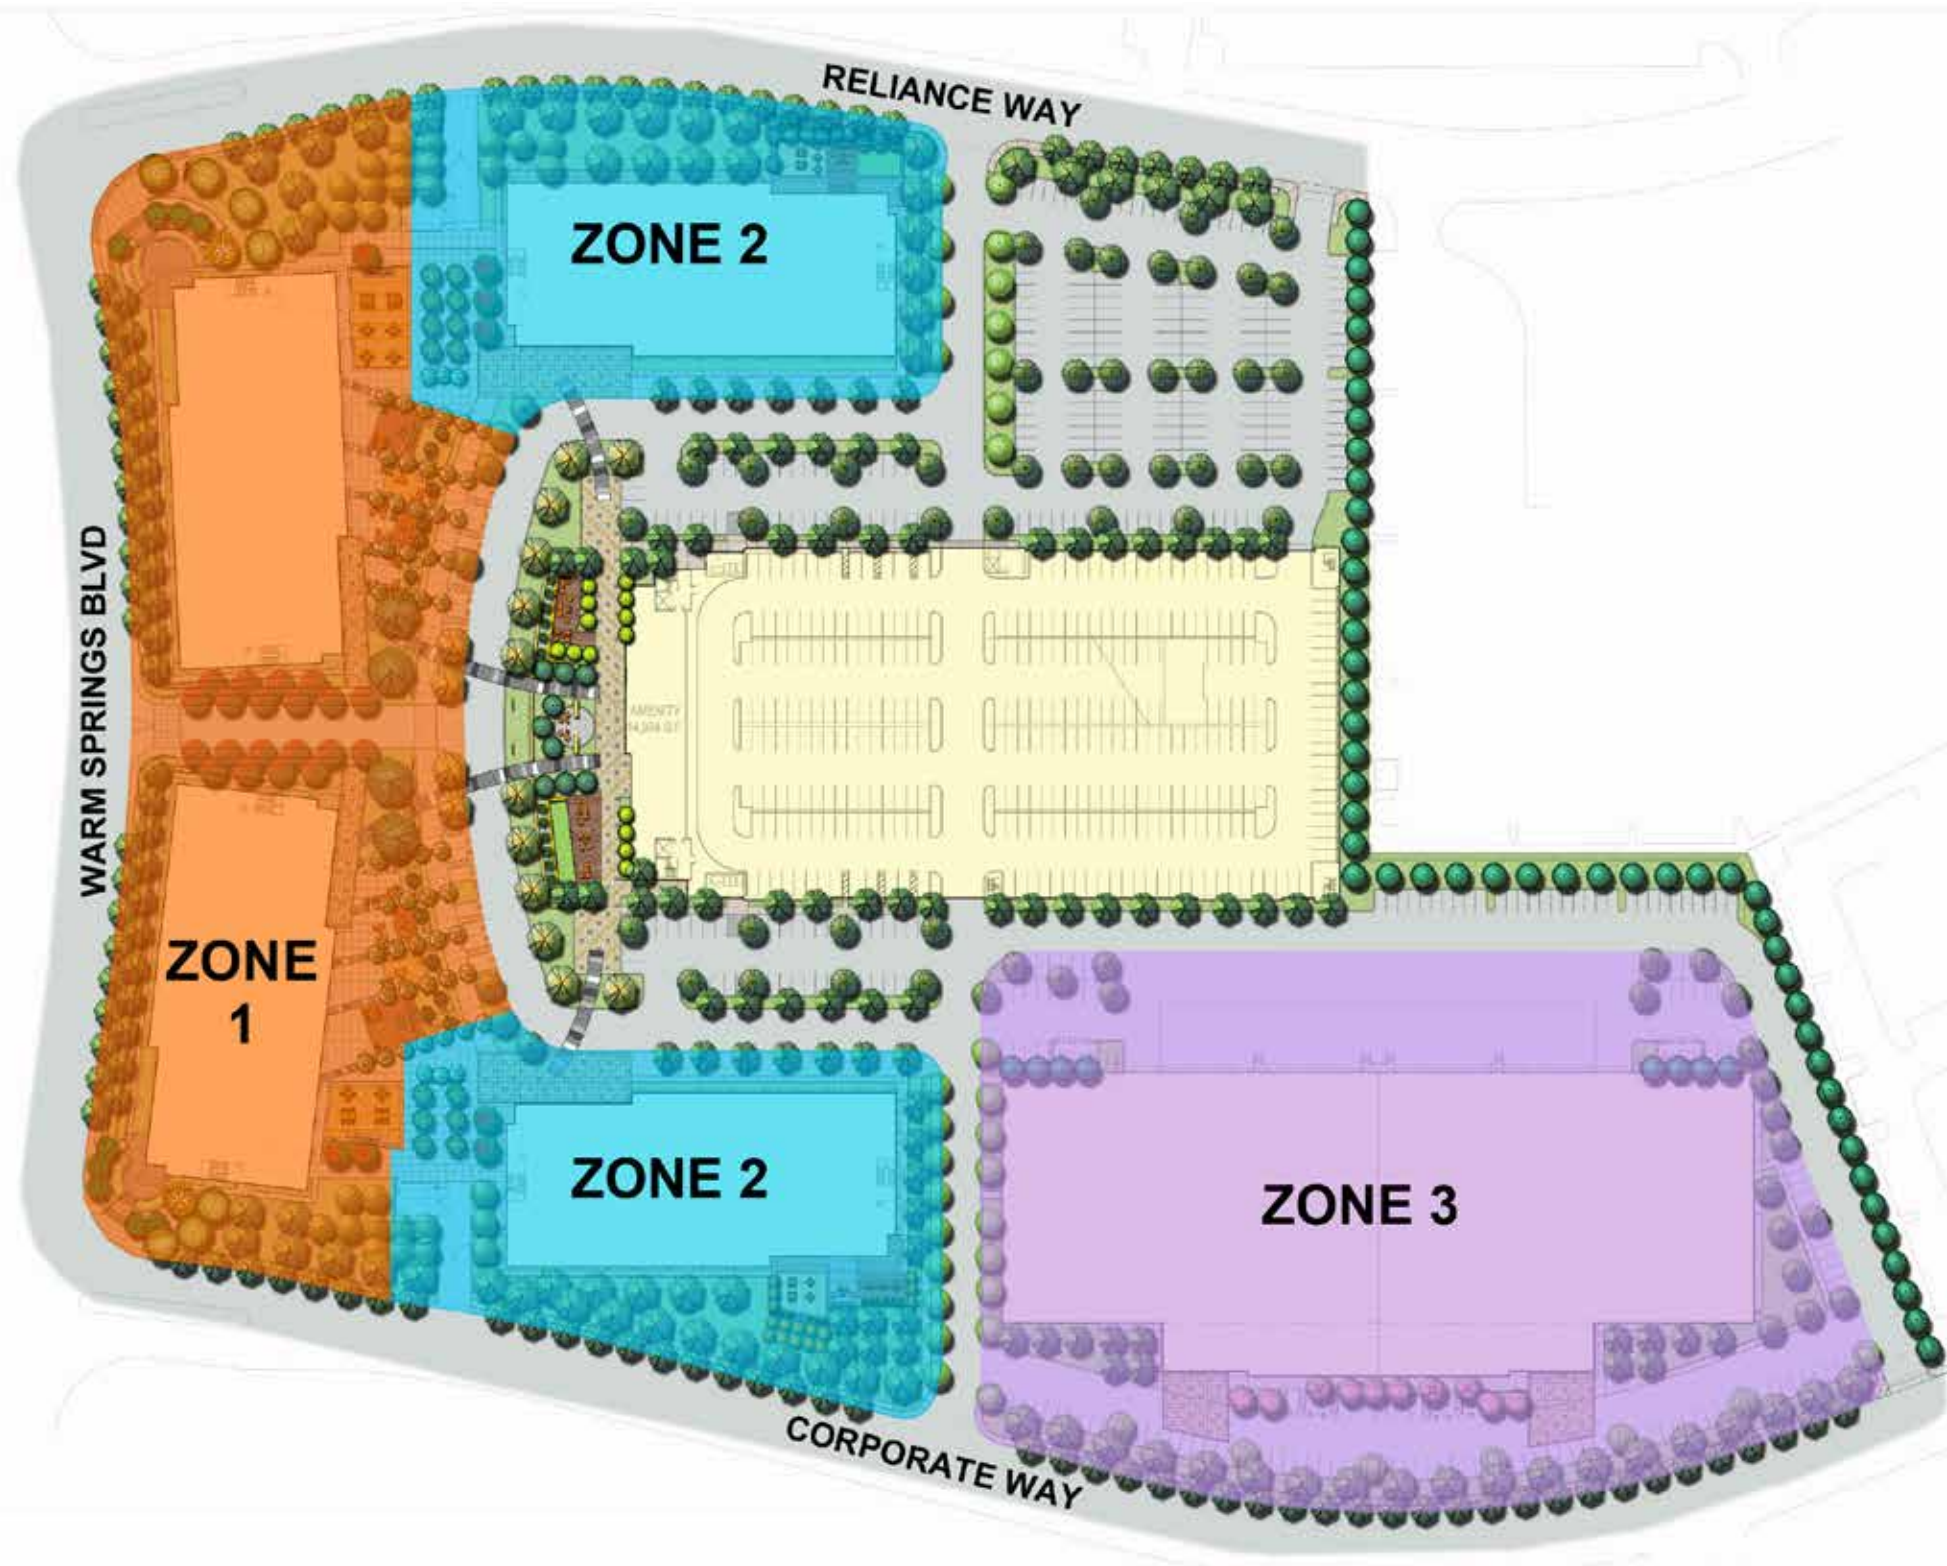 RELIANCE WAY
ZONE 2
WARM SPRINGS BLVD
AMENITY
ZONE
1
ZONE 2
ZONE 3
CORPORATE WAY